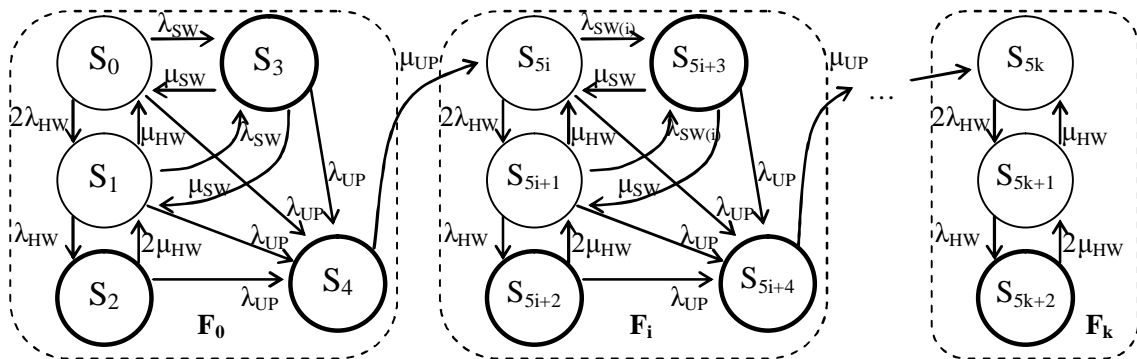 S₀ λSW S₃ μSW
2λHW μHW λSW
S₁ μSW λUP
λUP
λHW 2μHW λUP
S₂ λUP S₄
F₀
μUP
S₅ᵢ λSW(i) S₅ᵢ₊₃ μSW
2λHW μHW λSW(i)
S₅ᵢ₊₁ μSW λUP
λUP
λHW 2μHW λUP
S₅ᵢ₊₂ λUP S₅ᵢ₊₄
Fᵢ
μUP
...
S₅ₖ
2λHW μHW
S₅ₖ₊₁
λHW 2μHW
S₅ₖ₊₂
Fₖ